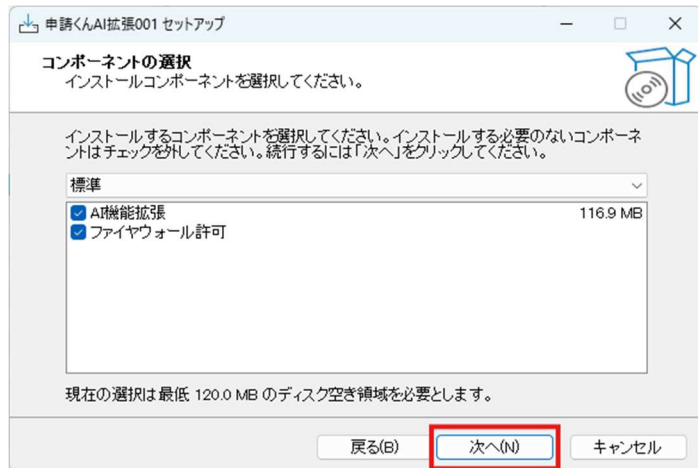 申請くんAI拡張001 セットアップ
コンポーネントの選択
インストールコンポーネントを選択してください。
インストールするコンポーネントを選択してください。インストールする必要のないコンポーネ
ントはチェックを外してください。続行するには「次へ」をクリックしてください。
標準
AI機能拡張 116.9 MB
ファイヤウォール許可
現在の選択は最低 120.0 MB のディスク空き領域を必要とします。
戻る(B) 次へ(N) キャンセル